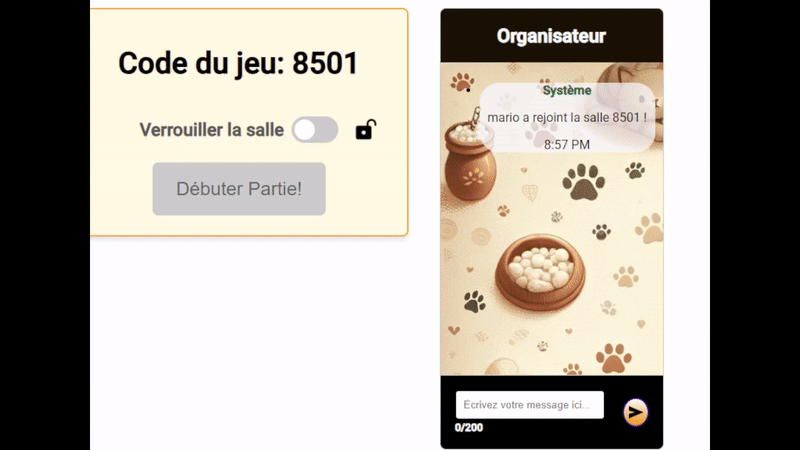 Code du jeu: 8501
Verrouiller la salle
Débuter Partie!
Organisateur
Système
mario a rejoint la salle 8501 !
8:57 PM
Ecrivez votre message ici...
0/200